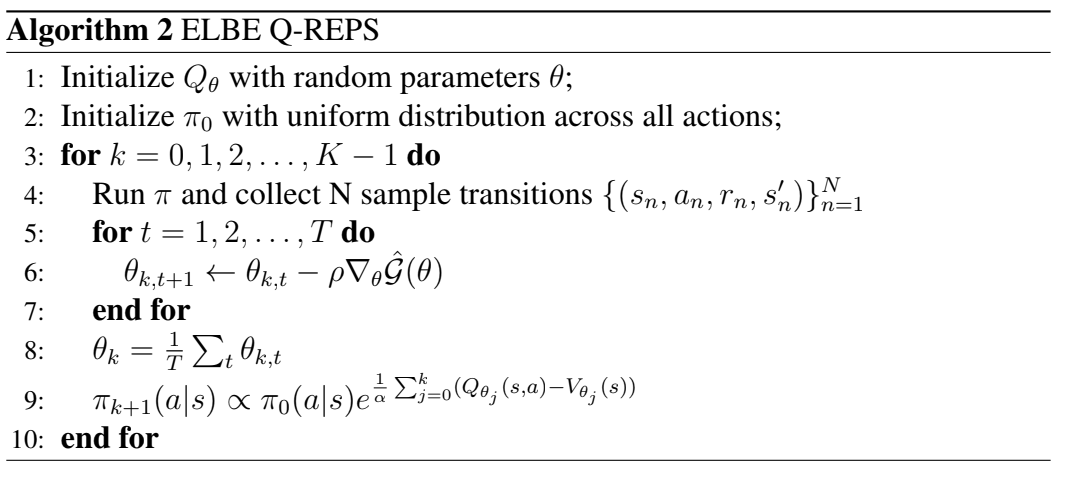 Algorithm 2 ELBE Q-REPS
1: Initialize $Q_\theta$ with random parameters $\theta$;
2: Initialize $\pi_0$ with uniform distribution across all actions;
3: for $k = 0, 1, 2, \ldots, K - 1$ do
4: Run $\pi$ and collect N sample transitions $\{(s_n, a_n, r_n, s'_n)\}_{n=1}^N$
5: for $t = 1, 2, \ldots, T$ do
6: $\theta_{k,t+1} \leftarrow \theta_{k,t} - \rho \nabla_\theta \hat{\mathcal{G}}(\theta)$
7: end for
8: $\theta_k = \frac{1}{T} \sum_t \theta_{k,t}$
9: $\pi_{k+1}(a|s) \propto \pi_0(a|s) e^{\frac{1}{\alpha} \sum_{j=0}^k (Q_{\theta_j}(s,a) - V_{\theta_j}(s))}$
10: end for